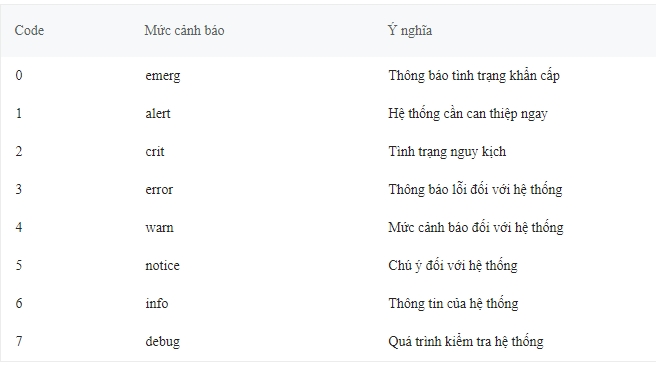 Code Mức cảnh báo Ý nghĩa
0 emerg Thông báo tình trạng khẩn cấp
1 alert Hệ thống cần can thiệp ngay
2 crit Tình trạng nguy kịch
3 error Thông báo lỗi đối với hệ thống
4 warn Mức cảnh báo đối với hệ thống
5 notice Chú ý đối với hệ thống
6 info Thông tin của hệ thống
7 debug Quá trình kiểm tra hệ thống